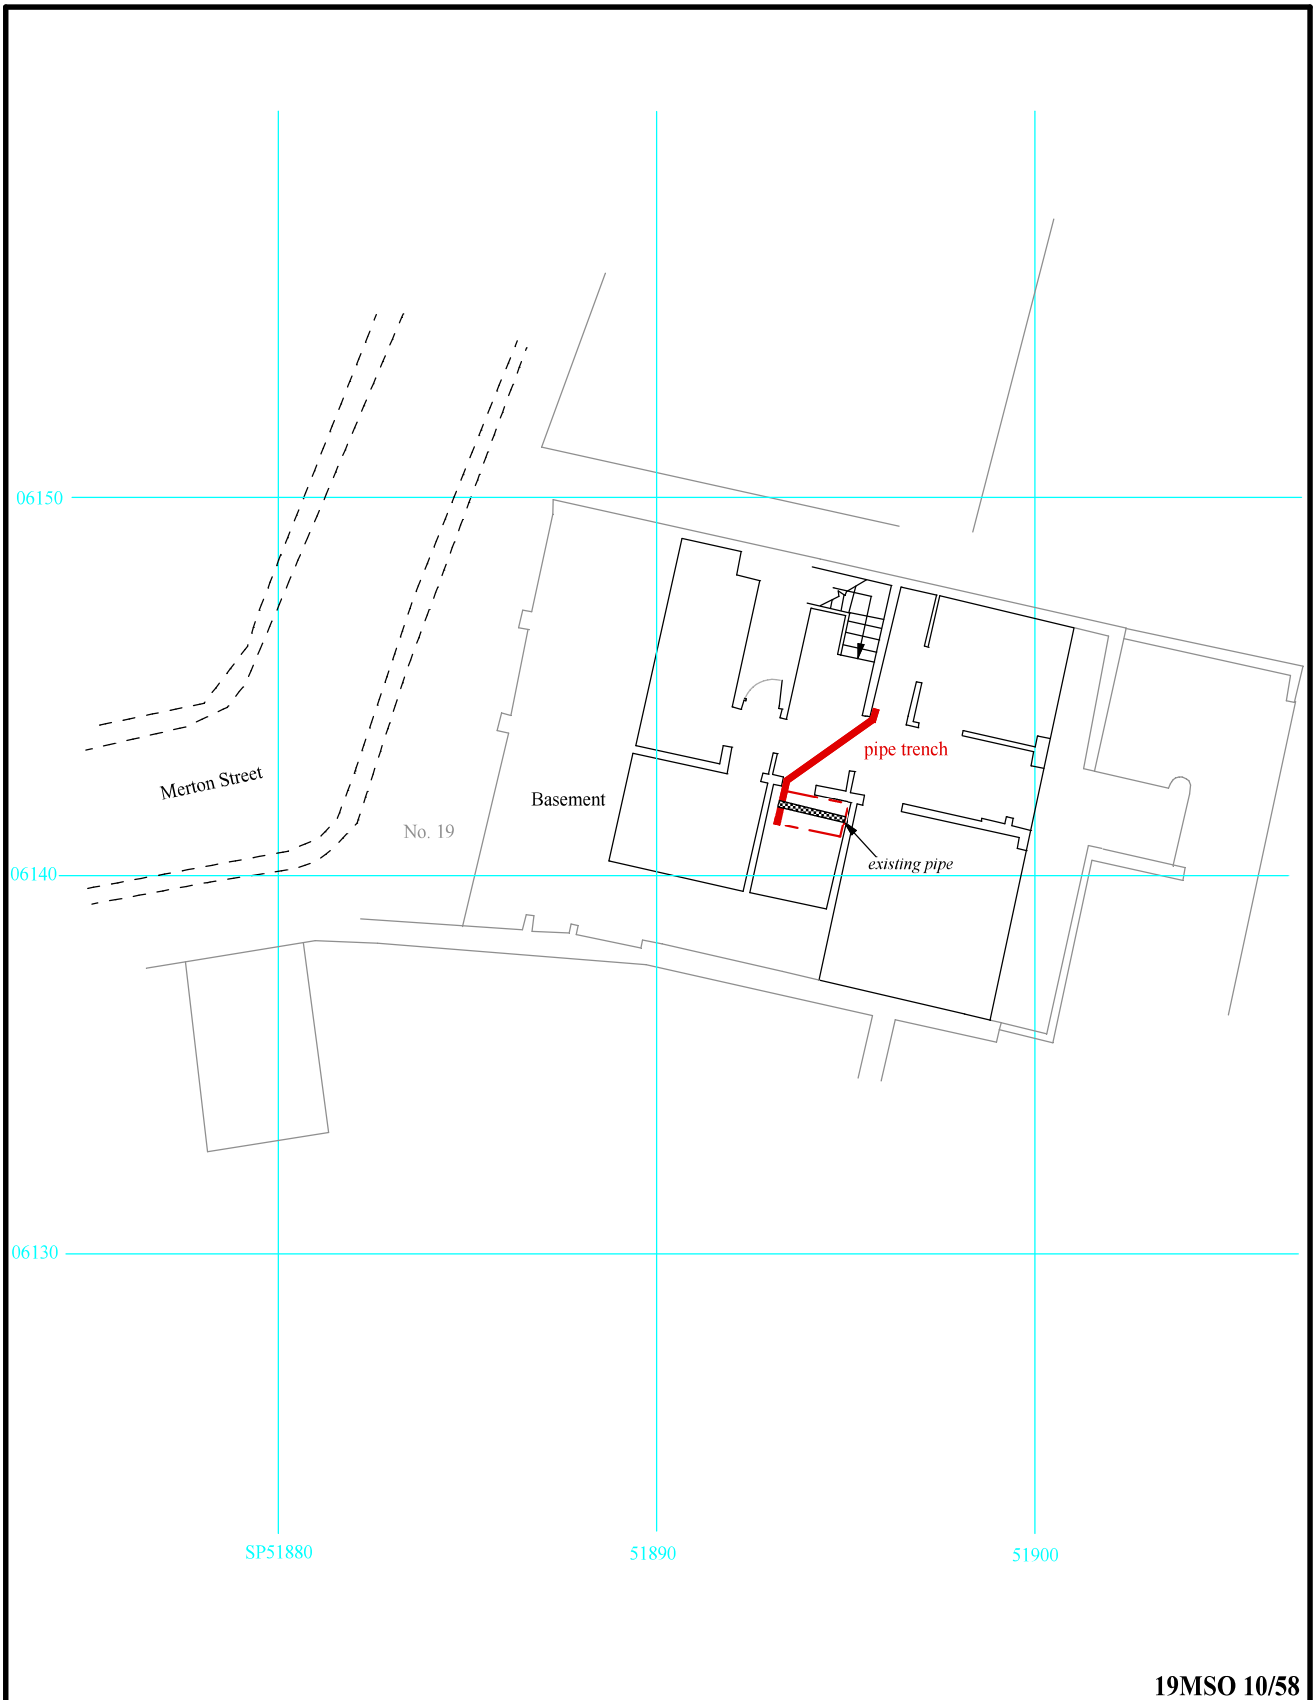 06150
pipe trench
Merton Street
Basement
No. 19
existing pipe
06140
06130
SP51880
51890
51900
19MSO 10/58